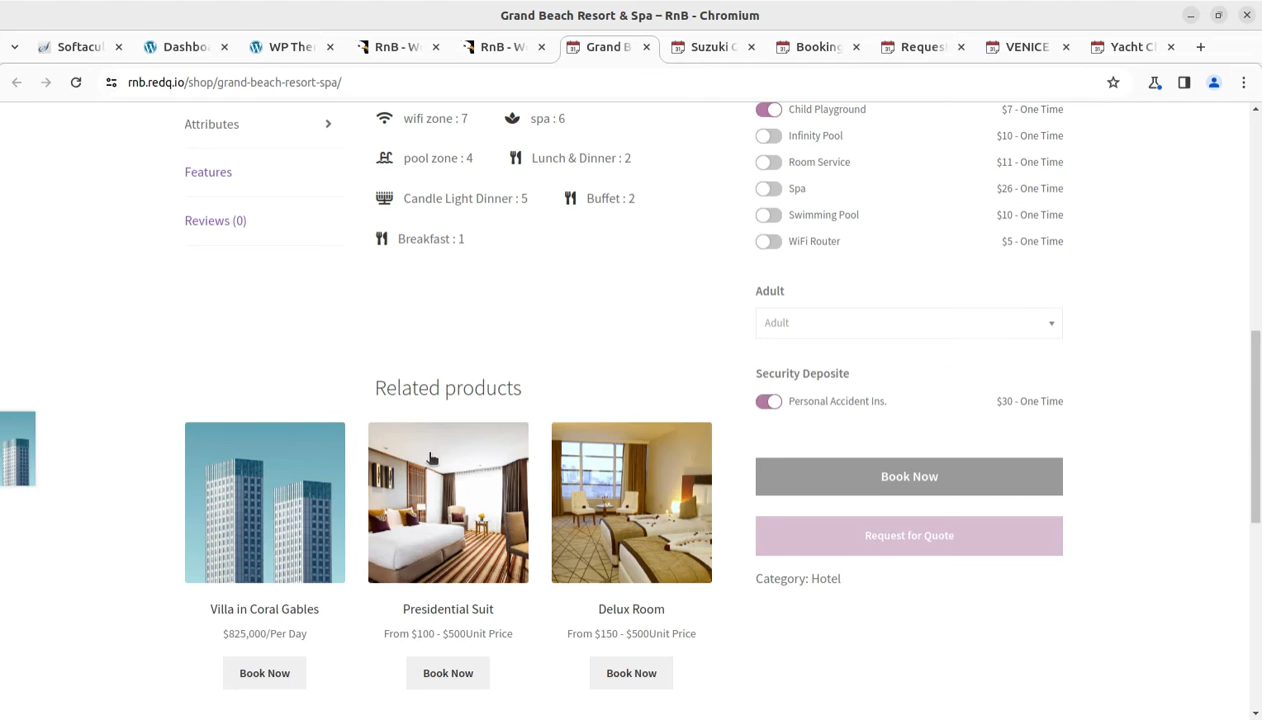 Grand Beach Resort & Spa – RnB - Chromium
Softacul
Dashbo
WP The
RnB - W
RnB - W
Grand B
Suzuki C
Booking
Reques
VENICE
Yacht C
rnb.redq.io/shop/grand-beach-resort-spa/
Attributes
Features
Reviews (0)
wifi zone : 7
spa : 6
pool zone : 4
Lunch & Dinner : 2
Candle Light Dinner : 5
Buffet : 2
Breakfast : 1
Child Playground $7 - One Time
Infinity Pool $10 - One Time
Room Service $11 - One Time
Spa $26 - One Time
Swimming Pool $10 - One Time
WiFi Router $5 - One Time
Adult
Adult
Security Deposite
Personal Accident Ins. $30 - One Time
Book Now
Request for Quote
Category: Hotel
Related products
Villa in Coral Gables
$825,000/Per Day
Book Now
Presidential Suit
From $100 - $500Unit Price
Book Now
Delux Room
From $150 - $500Unit Price
Book Now